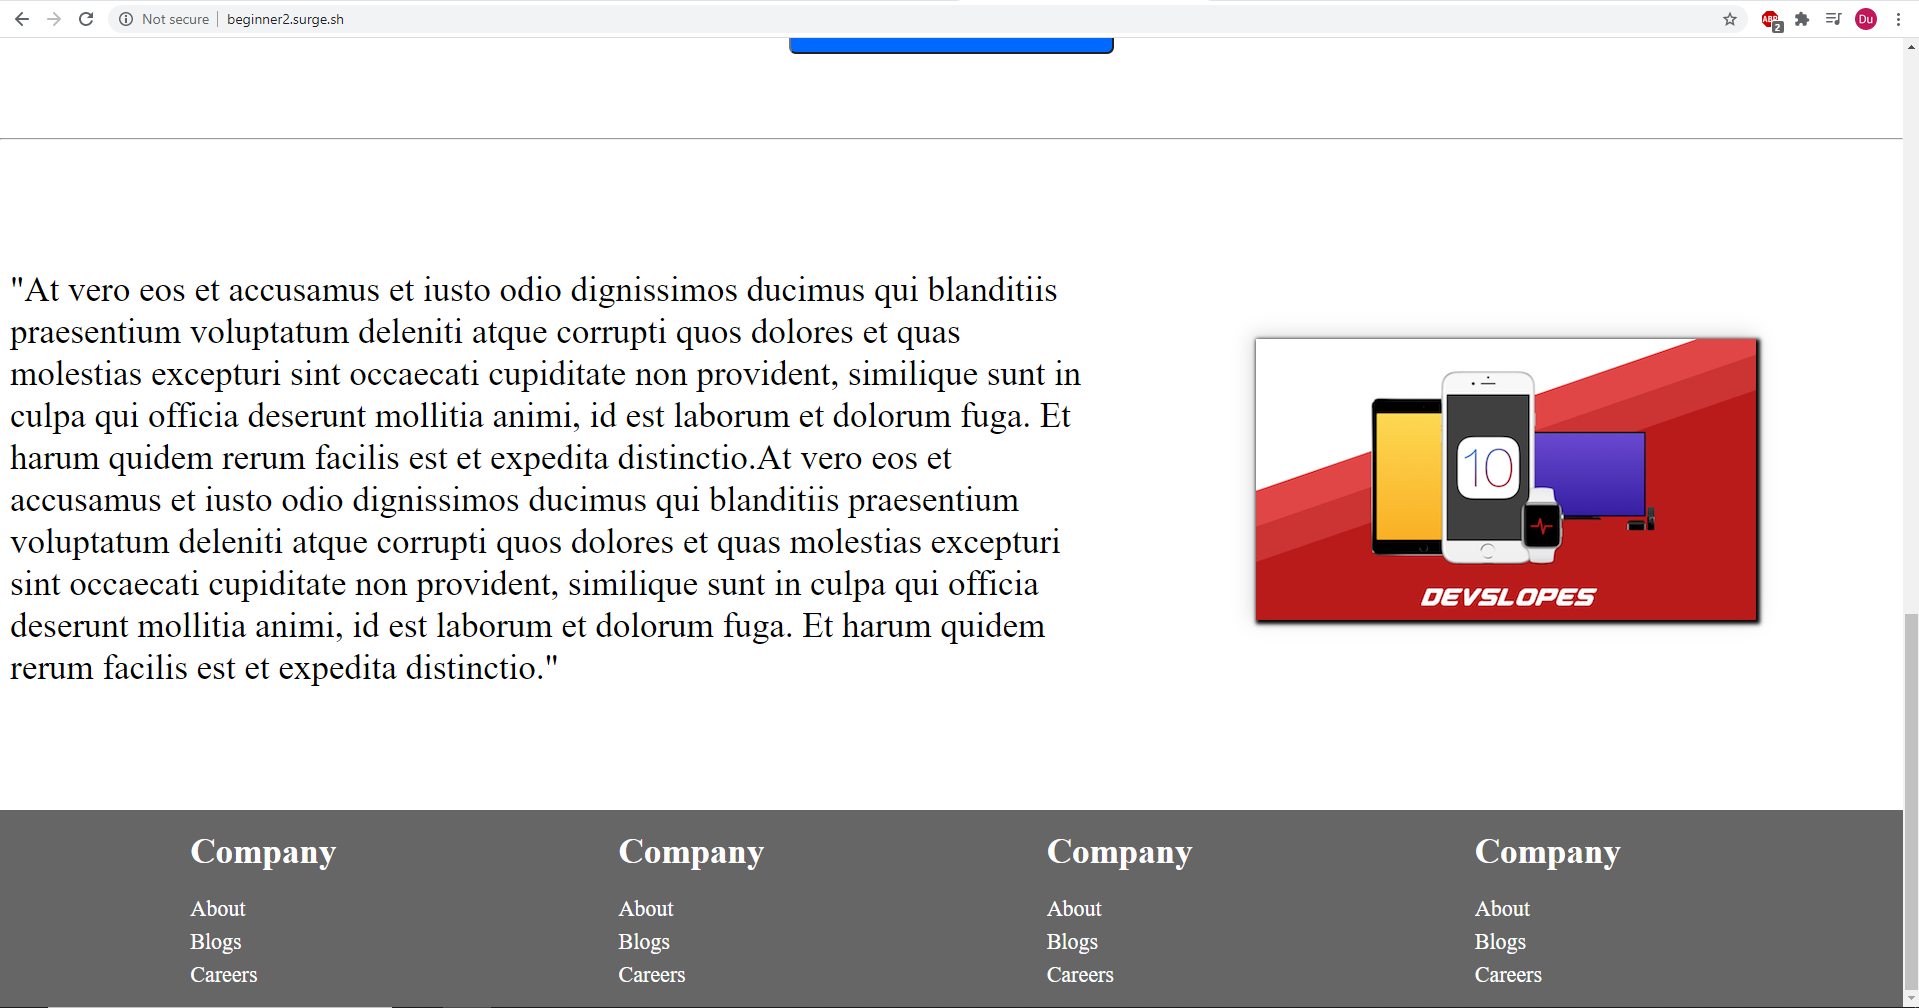 Not secure
beginner2.surge.sh
ABP
2
Du
"At vero eos et accusamus et iusto odio dignissimos ducimus qui blanditiis
praesentium voluptatum deleniti atque corrupti quos dolores et quas
molestias excepturi sint occaecati cupiditate non provident, similique sunt in
culpa qui officia deserunt mollitia animi, id est laborum et dolorum fuga. Et
harum quidem rerum facilis est et expedita distinctio.At vero eos et
accusamus et iusto odio dignissimos ducimus qui blanditiis praesentium
voluptatum deleniti atque corrupti quos dolores et quas molestias excepturi
sint occaecati cupiditate non provident, similique sunt in culpa qui officia
deserunt mollitia animi, id est laborum et dolorum fuga. Et harum quidem
rerum facilis est et expedita distinctio."
10
DEVSLOPES
Company
About
Blogs
Careers
Company
About
Blogs
Careers
Company
About
Blogs
Careers
Company
About
Blogs
Careers